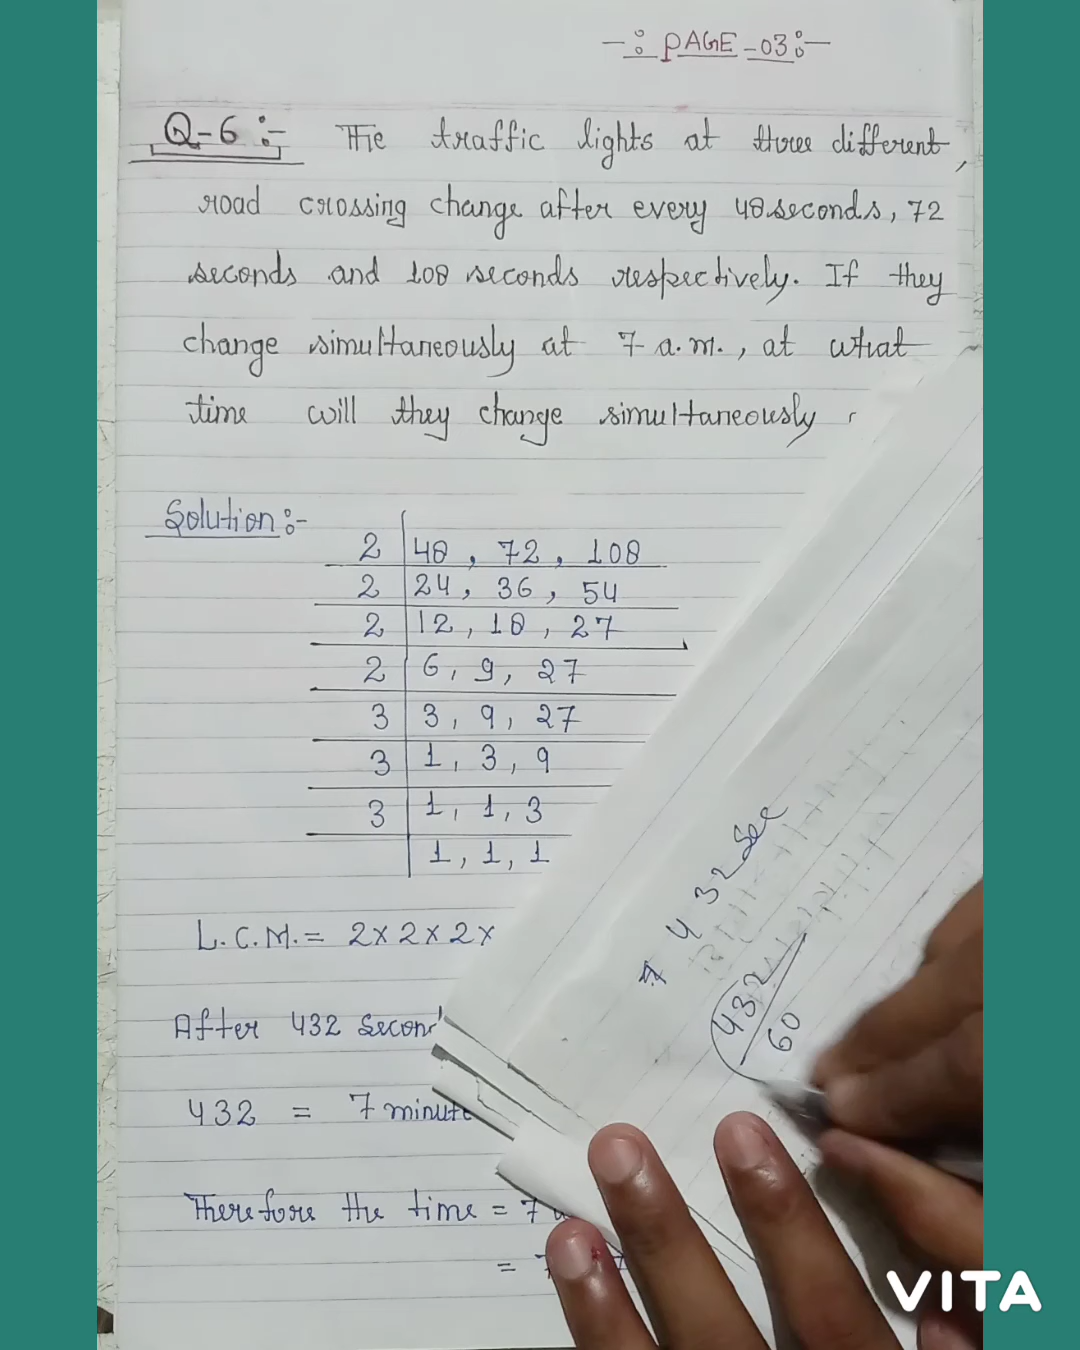 -: PAGE -03:-
Q-6 :- The traffic lights at three different,
road crossing change after every 48 seconds, 72
seconds and 108 seconds respectively. If they
change simultaneously at 7 a.m., at what
time will they change simultaneously
Solution:-
2 | 48, 72, 108
2 | 24, 36, 54
2 | 12, 18, 27
2 | 6, 9, 27
3 | 3, 9, 27
3 | 1, 3, 9
3 | 1, 1, 3
1, 1, 1
L.C.M. = 2×2×2×
After 432 Second
432 = 7 minute
Therefore the time = 7
= 7
432 Sec
432
60
VITA